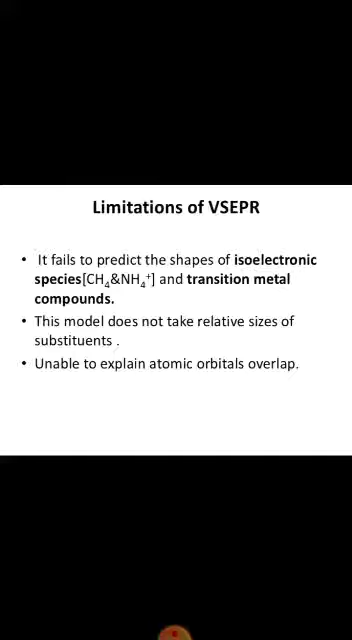 Limitations of VSEPR
• It fails to predict the shapes of isoelectronic
species[CH₄&NH₄⁺] and transition metal
compounds.
• This model does not take relative sizes of
substituents .
• Unable to explain atomic orbitals overlap.